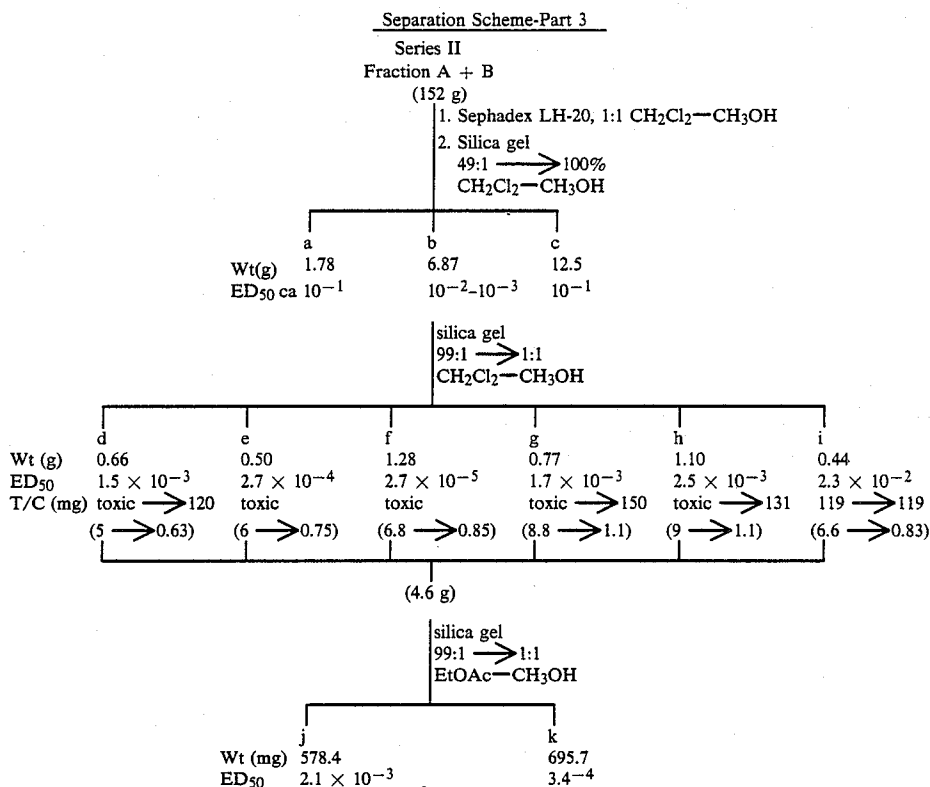 Separation Scheme-Part 3
Series II
Fraction A + B
(152 g)
1. Sephadex LH-20, 1:1 CH2Cl2—CH3OH
2. Silica gel
49:1 → 100%
CH2Cl2—CH3OH
a b c
Wt(g) 1.78 6.87 12.5
ED50 ca 10−1 10−2-10−3 10−1
silica gel
99:1 → 1:1
CH2Cl2—CH3OH
d e f g h i
Wt (g) 0.66 0.50 1.28 0.77 1.10 0.44
ED50 1.5 × 10−3 2.7 × 10−4 2.7 × 10−5 1.7 × 10−3 2.5 × 10−3 2.3 × 10−2
T/C (mg) toxic → 120 toxic toxic toxic → 150 toxic → 131 119 → 119
(5 → 0.63) (6 → 0.75) (6.8 → 0.85) (8.8 → 1.1) (9 → 1.1) (6.6 → 0.83)
(4.6 g)
silica gel
99:1 → 1:1
EtOAc—CH3OH
j k
Wt (mg) 578.4 695.7
ED50 2.1 × 10−3 3.4−4